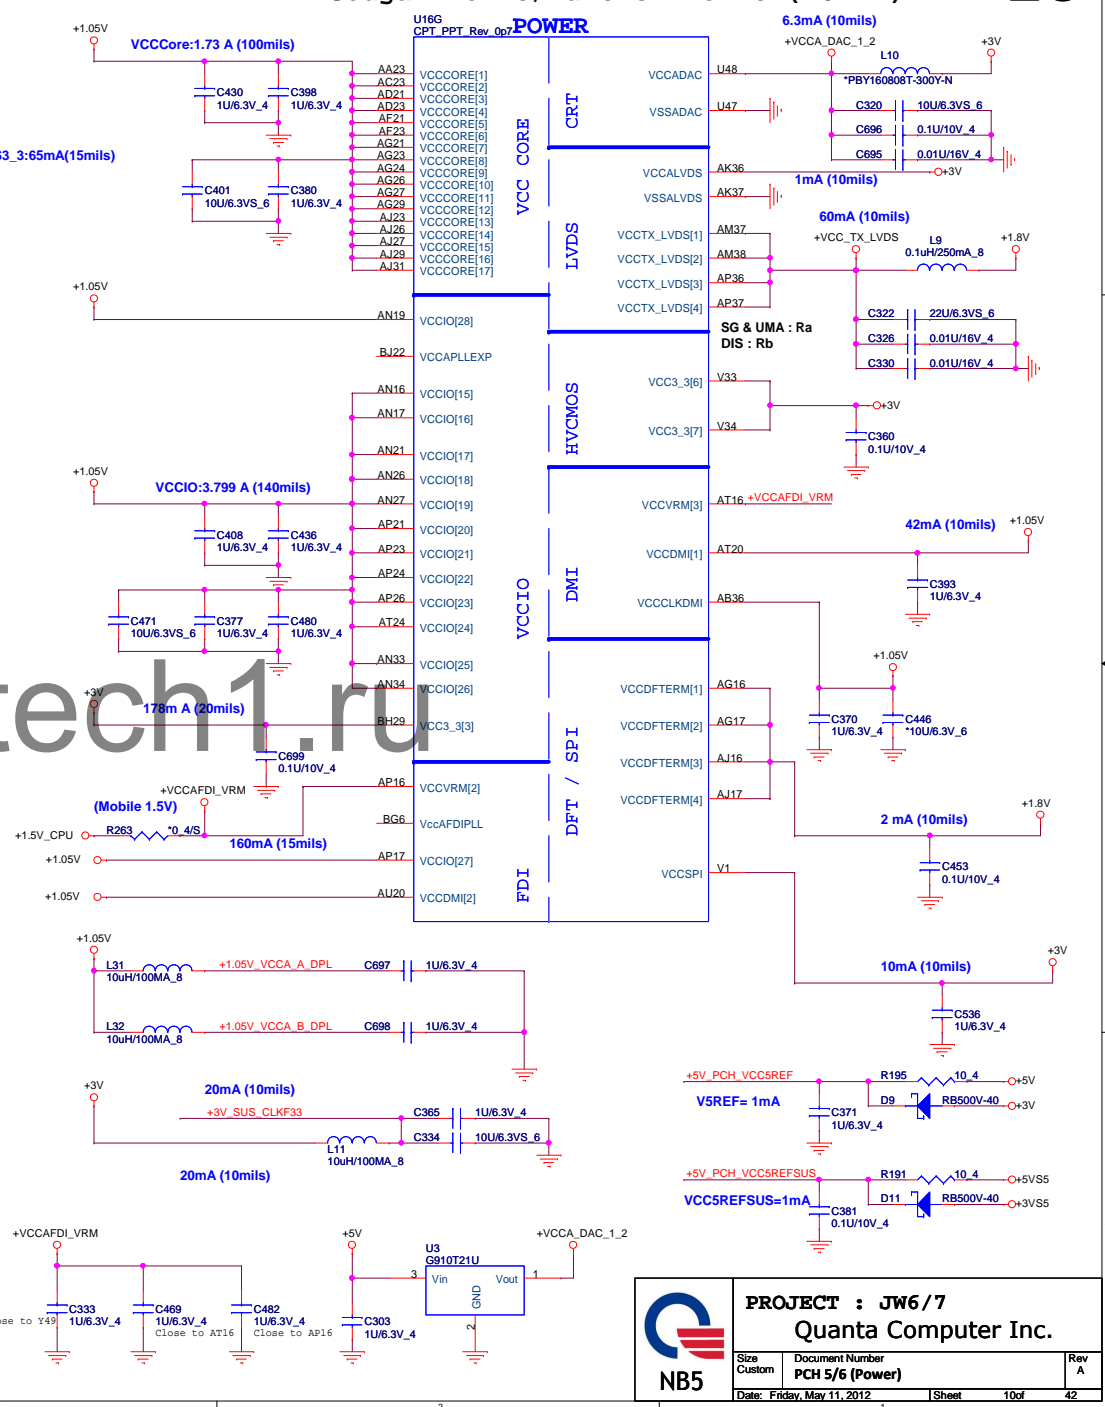 U16G
CPT_PPT_Rev_0p7
POWER
+1.05V
VCCCore:1.73 A (100mils)
C430
1U/6.3V_4
C398
1U/6.3V_4
S3_3:65mA(15mils)
C401
10U/6.3VS_6
C380
1U/6.3V_4
AA23 VCCCORE[1]
AC23 VCCCORE[2]
AD21 VCCCORE[3]
AD23 VCCCORE[4]
AF21 VCCCORE[5]
AF23 VCCCORE[6]
AG21 VCCCORE[7]
AG23 VCCCORE[8]
AG24 VCCCORE[9]
AG26 VCCCORE[10]
AG27 VCCCORE[11]
AG29 VCCCORE[12]
AJ23 VCCCORE[13]
AJ26 VCCCORE[14]
AJ27 VCCCORE[15]
AJ29 VCCCORE[16]
AJ31 VCCCORE[17]
VCC CORE
CRT
LVDS
6.3mA (10mils)
+VCCA_DAC_1_2
L10
+3V
*PBY160808T-300Y-N
VCCADAC U48
VSSADAC U47
C320 10U/6.3VS_6
C696 0.1U/10V_4
C695 0.01U/16V_4
VCCALVDS AK36
+3V
1mA (10mils)
VSSALVDS AK37
60mA (10mils)
+VCC_TX_LVDS
L9
0.1uH/250mA_8
+1.8V
VCCTX_LVDS[1] AM37
VCCTX_LVDS[2] AM38
VCCTX_LVDS[3] AP36
VCCTX_LVDS[4] AP37
C322 22U/6.3VS_6
C326 0.01U/16V_4
C330 0.01U/16V_4
SG & UMA : Ra
DIS : Rb
+1.05V
AN19 VCCIO[28]
BJ22 VCCAPLLEXP
AN16 VCCIO[15]
AN17 VCCIO[16]
AN21 VCCIO[17]
AN26 VCCIO[18]
AN27 VCCIO[19]
AP21 VCCIO[20]
AP23 VCCIO[21]
AP24 VCCIO[22]
AP26 VCCIO[23]
AT24 VCCIO[24]
AN33 VCCIO[25]
AN34 VCCIO[26]
BH29 VCC3_3[3]
VCCIO
HVCMOS
DMI
VCC3_3[6] V33
VCC3_3[7] V34
+3V
C360
0.1U/10V_4
+1.05V
VCCIO:3.799 A (140mils)
C408
1U/6.3V_4
C436
1U/6.3V_4
C471
10U/6.3VS_6
C377
1U/6.3V_4
C480
1U/6.3V_4
VCCVRM[3] AT16 +VCCAFDI_VRM
42mA (10mils)
+1.05V
VCCDMI[1] AT20
C393
1U/6.3V_4
VCCCLKDMI AB36
+1.05V
C370
1U/6.3V_4
C446
*10U/6.3V_6
tech1.ru
+3V
178m A (20mils)
C699
0.1U/10V_4
VCCDFTERM[1] AG16
VCCDFTERM[2] AG17
VCCDFTERM[3] AJ16
VCCDFTERM[4] AJ17
DFT / SPI
+VCCAFDI_VRM
(Mobile 1.5V)
+1.5V_CPU
R263
*0_4/S
160mA (15mils)
AP16 VCCVRM[2]
BG6 VccAFDIPLL
+1.05V
AP17 VCCIO[27]
+1.05V
AU20 VCCDMI[2]
FDI
+1.8V
2 mA (10mils)
C453
0.1U/10V_4
VCCSPI V1
+3V
10mA (10mils)
C536
1U/6.3V_4
+1.05V
L31
10uH/100MA_8
+1.05V_VCCA_A_DPL
C697
1U/6.3V_4
L32
10uH/100MA_8
+1.05V_VCCA_B_DPL
C698
1U/6.3V_4
+3V
20mA (10mils)
+3V_SUS_CLKF33
C365 1U/6.3V_4
C334 10U/6.3VS_6
L11
10uH/100MA_8
20mA (10mils)
+5V_PCH_VCC5REF
R195 10_4
+5V
V5REF= 1mA
D9 RB500V-40
+3V
C371
1U/6.3V_4
+5V_PCH_VCC5REFSUS
R191 10_4
+5VS5
VCC5REFSUS=1mA
D11 RB500V-40
+3VS5
C381
0.1U/10V_4
+VCCAFDI_VRM
C333
1U/6.3V_4
ose to Y49
C469
1U/6.3V_4
Close to AT16
C482
1U/6.3V_4
Close to AP16
+5V
C303
1U/6.3V_4
U3
G910T21U
3 Vin
Vout 1
GND
2
+VCCA_DAC_1_2
NB5
PROJECT : JW6/7
Quanta Computer Inc.
Size
Custom
Document Number
PCH 5/6 (Power)
Rev
A
Date: Friday, May 11, 2012
Sheet 10 of 42